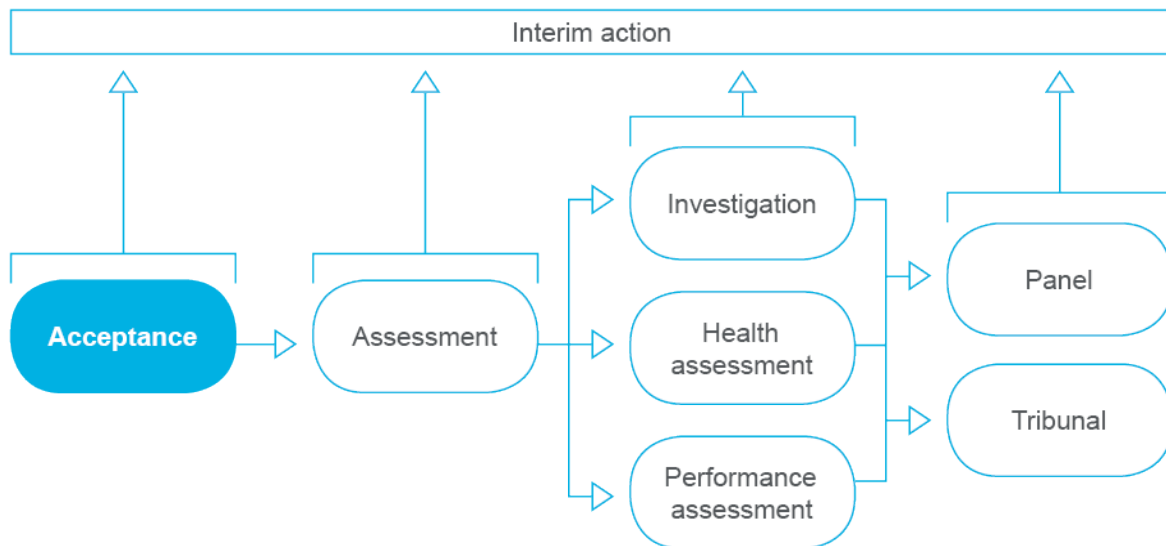 Interim action
Acceptance
Assessment
Investigation
Health
assessment
Performance
assessment
Panel
Tribunal